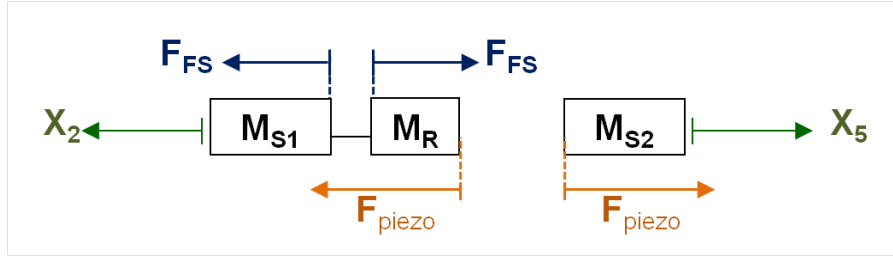 F_FS F_FS
X_2 M_S1 M_R M_S2 X_5
F_piezo F_piezo